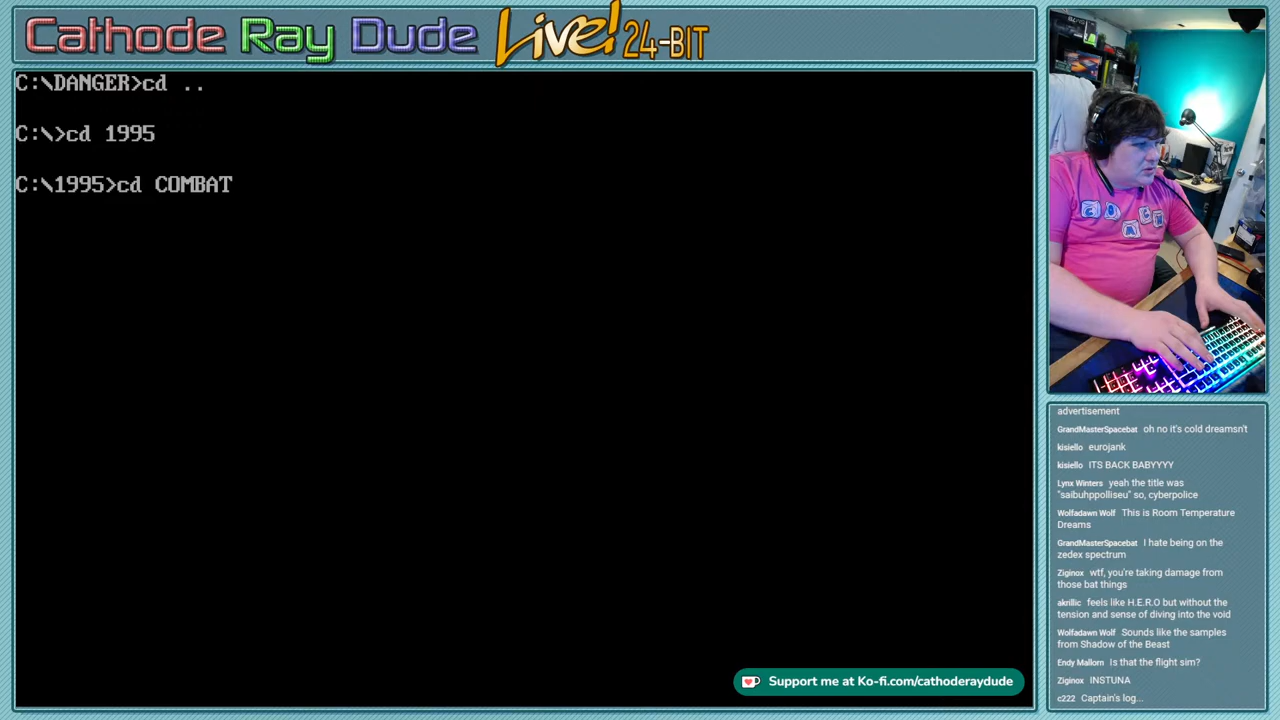 Cathode Ray Dude Live! 24-BIT
C:\DANGER>cd ..
C:\>cd 1995
C:\1995>cd COMBAT
Support me at Ko-fi.com/cathoderaydude
advertisement
GrandMasterSpacebat oh no it's cold dreamsn't
kisiello eurojank
kisiello ITS BACK BABYYYY
Lynx Winters yeah the title was
"saibuhppolliseu" so, cyberpolice
Wolfadawn Wolf This is Room Temperature
Dreams
GrandMasterSpacebat I hate being on the
zedex spectrum
Ziginox wtf, you're taking damage from
those bat things
akrillic feels like H.E.R.O but without the
tension and sense of diving into the void
Wolfadawn Wolf Sounds like the samples
from Shadow of the Beast
Endy Mallorn Is that the flight sim?
Ziginox INSTUNA
c222 Captain's log...